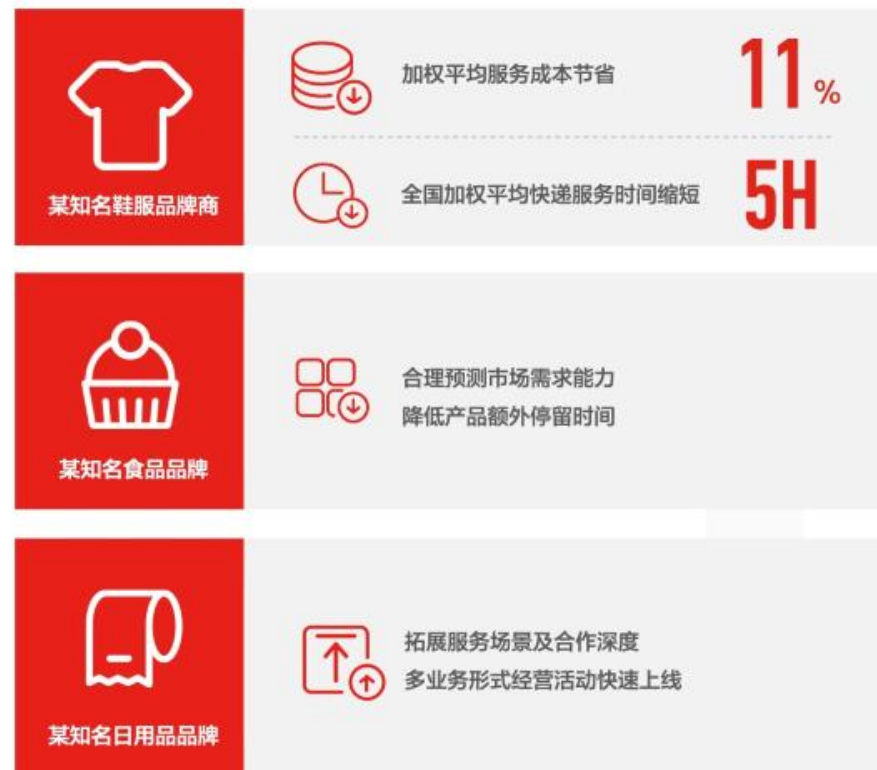 某知名鞋服品牌商
加权平均服务成本节省
11%
全国加权平均快递服务时间缩短
5H
某知名食品品牌
合理预测市场需求能力
降低产品额外停留时间
某知名日用品品牌
拓展服务场景及合作深度
多业务形式经营活动快速上线